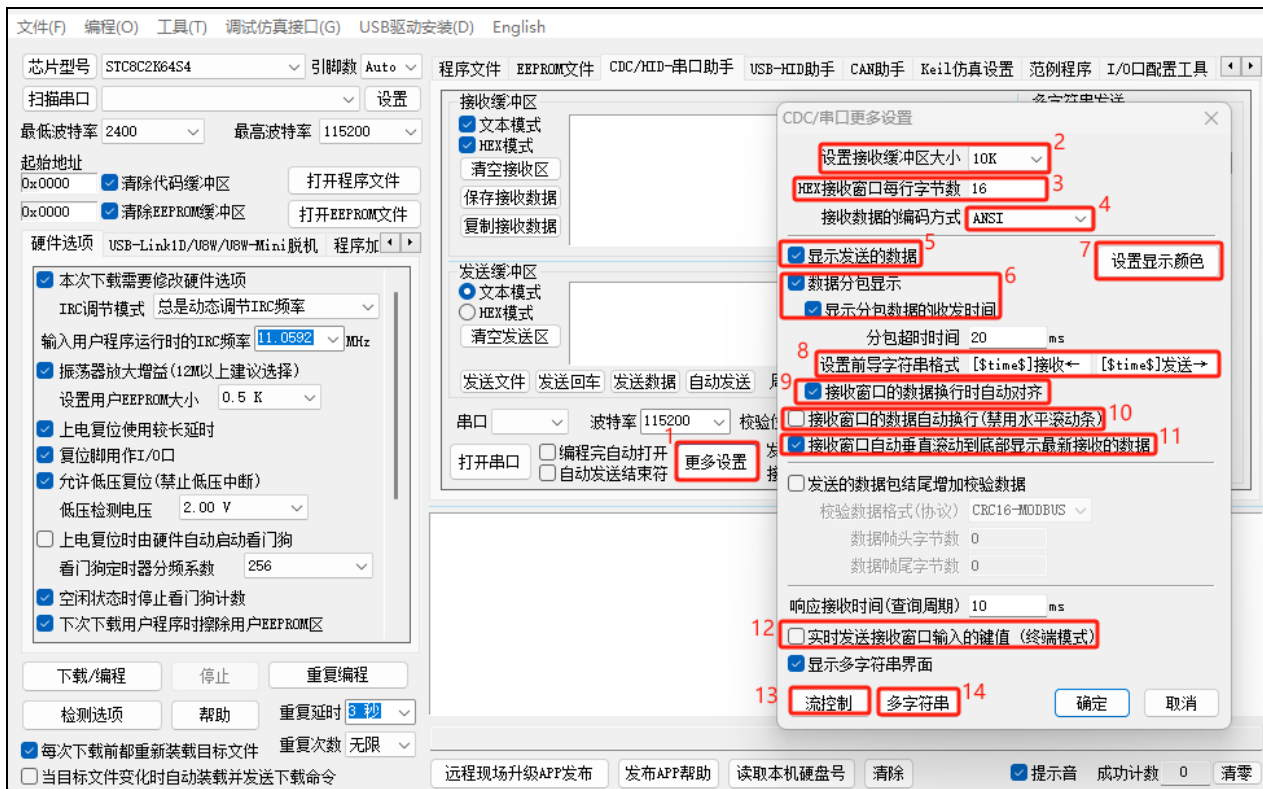 文件(F) 编程(O) 工具(T) 调试仿真接口(G) USB驱动安装(D) English
芯片型号 STC8C2K64S4 引脚数 Auto
扫描串口 设置
最低波特率 2400 最高波特率 115200
起始地址
0x0000 清除代码缓冲区 打开程序文件
0x0000 清除EEPROM缓冲区 打开EEPROM文件
硬件选项 USB-Link1D/U8W/U8W-Mini脱机 程序加
本次下载需要修改硬件选项
IRC调节模式 总是动态调节IRC频率
输入用户程序运行时的IRC频率 11.0592 MHz
振荡器放大增益(12M以上建议选择)
设置用户EEPROM大小 0.5 K
上电复位使用较长延时
复位脚用作I/O口
允许低压复位(禁止低压中断)
低压检测电压 2.00 V
上电复位时由硬件自动启动看门狗
看门狗定时器分频系数 256
空闲状态时停止看门狗计数
下次下载用户程序时擦除用户EEPROM区
下载/编程 停止 重复编程
检测选项 帮助 重复延时 3 秒
每次下载前都重新装载目标文件 重复次数 无限
当目标文件变化时自动装载并发送下载命令
程序文件 EEPROM文件 CDC/HID-串口助手 USB-HID助手 CAN助手 Keil仿真设置 范例程序 I/O口配置工具
接收缓冲区 多字符串发送
文本模式
HEX模式
清空接收区
保存接收数据
复制接收数据
发送缓冲区
文本模式
HEX模式
清空发送区
发送文件 发送回车 发送数据 自动发送
串口 波特率 115200 校验位
1
打开串口 编程完自动打开 更多设置
自动发送结束符
CDC/串口更多设置
设置接收缓冲区大小 10K 2
HEX接收窗口每行字节数 16 3
接收数据的编码方式 ANSI 4
显示发送的数据 5 7 设置显示颜色
数据分包显示 6
显示分包数据的收发时间
分包超时时间 20 ms
8 设置前导字符串格式 [$time$]接收← [$time$]发送→
9 接收窗口的数据换行时自动对齐
接收窗口的数据自动换行(禁用水平滚动条) 10
接收窗口自动垂直滚动到底部显示最新接收的数据 11
发送的数据包结尾增加校验数据
校验数据格式(协议) CRC16-MODBUS
数据帧头字节数 0
数据帧尾字节数 0
响应接收时间(查询周期) 10 ms
12 实时发送接收窗口输入的键值 (终端模式)
显示多字符串界面
13 流控制 多字符串 14 确定 取消
远程现场升级APP发布 发布APP帮助 读取本机硬盘号 清除 提示音 成功计数 0 清零